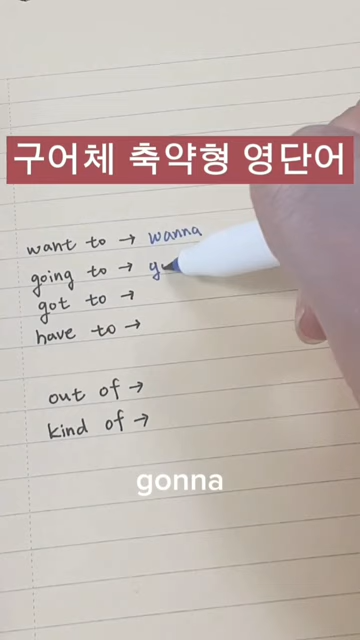 구어체 축약형 영단어
want to → wanna
going to → g
got to →
have to →
out of →
kind of →
gonna